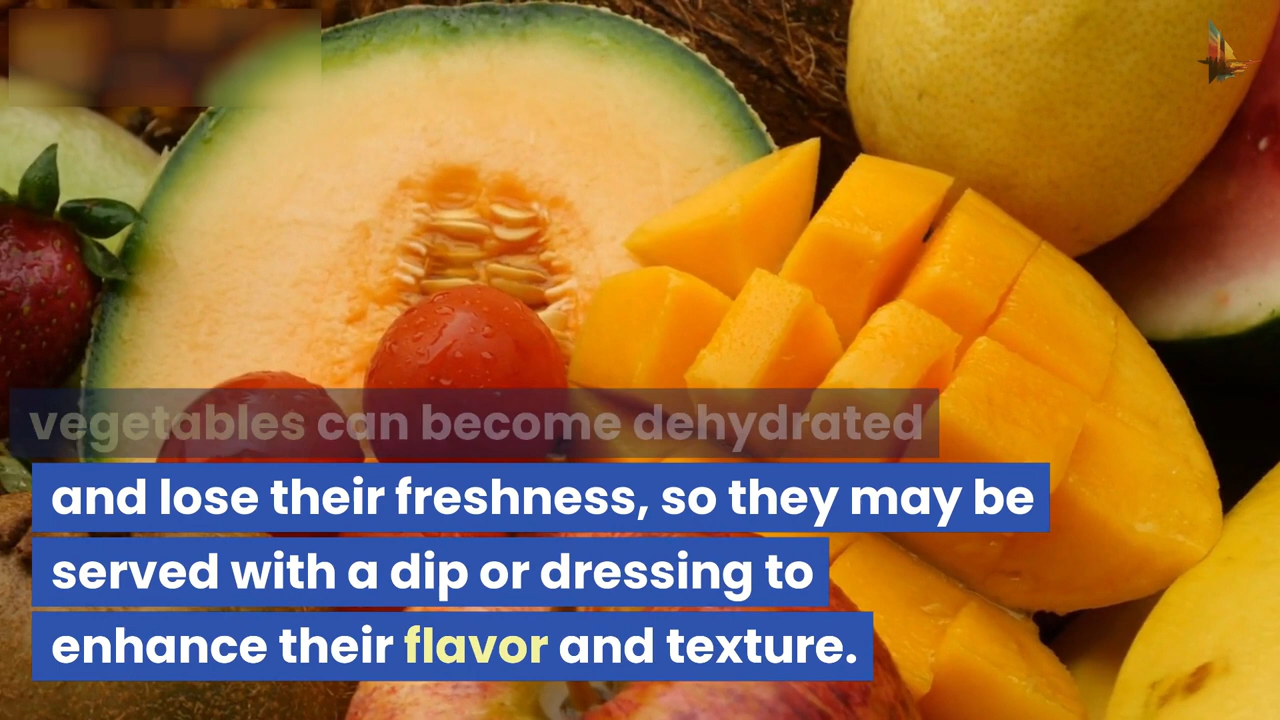 vegetables can become dehydrated
and lose their freshness, so they may be
served with a dip or dressing to
enhance their flavor and texture.